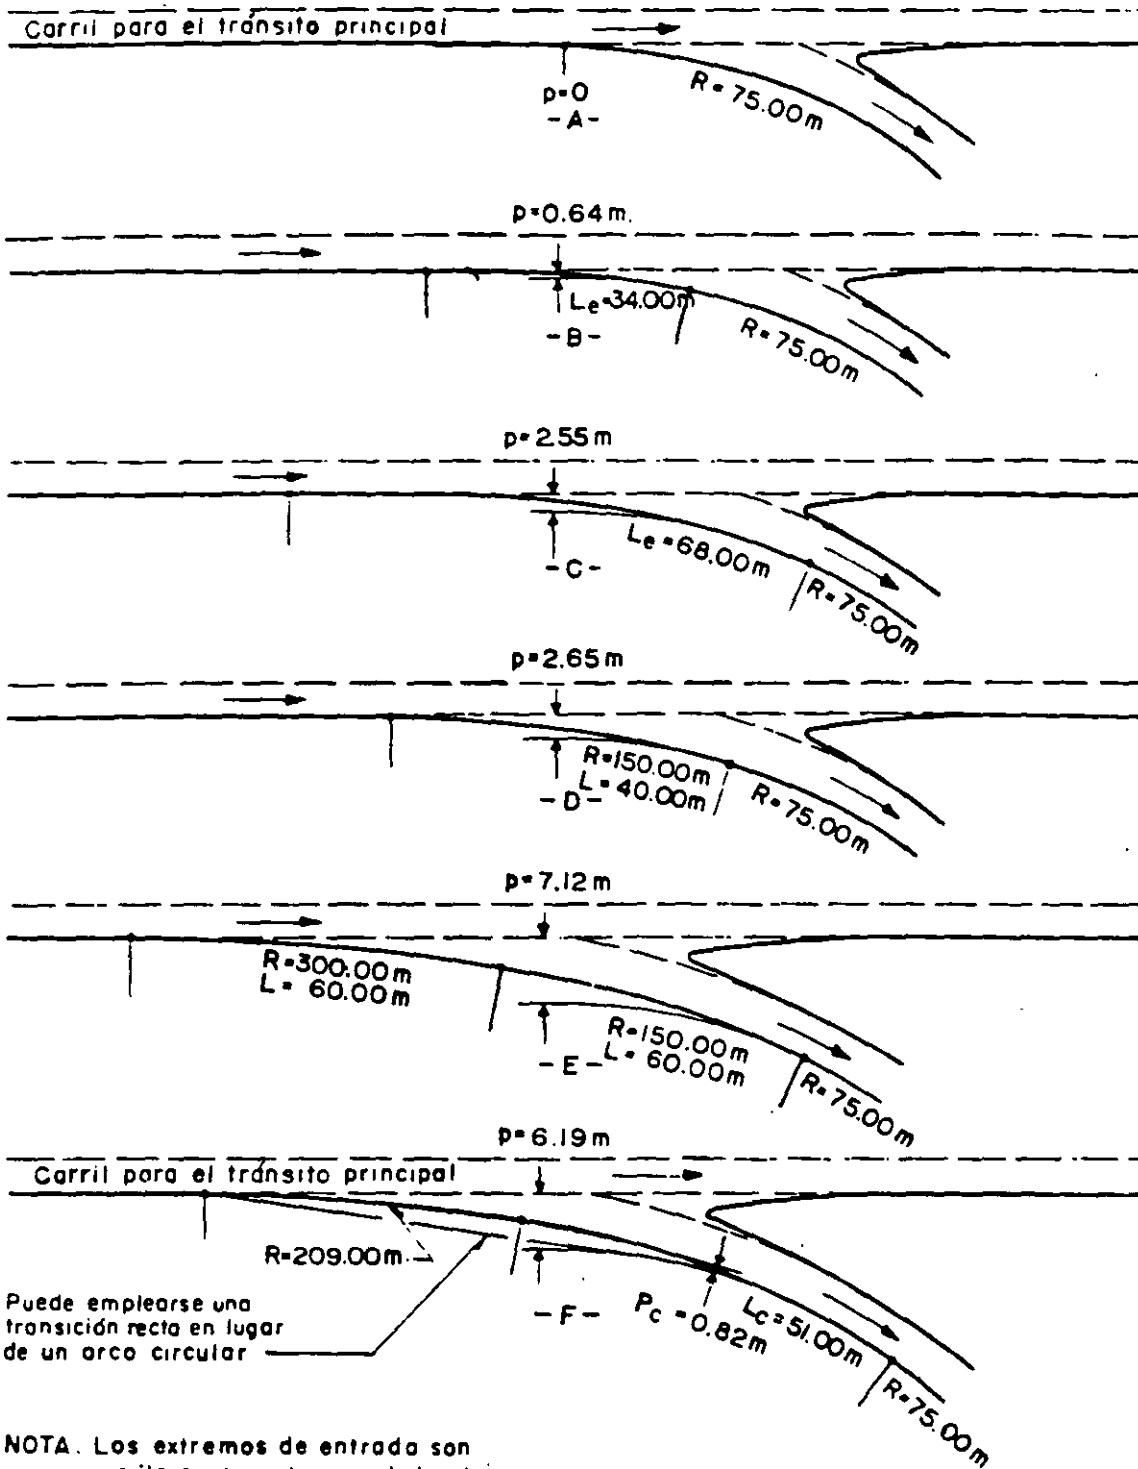 Carril para el tránsito principal
p=0
-A-
R=75.00m
p=0.64m.
Le=34.00m
-B-
R=75.00m
p=2.55m
Le=68.00m
-C-
R=75.00m
p=2.65m
R=150.00m
L=40.00m
-D-
R=75.00m
p=7.12m
R=300.00m
L= 60.00m
R=150.00m
L= 60.00m
-E-
R=75.00m
p=6.19m
Carril para el tránsito principal
R=209.00m.
Puede emplearse una
transición recta en lugar
de un arco circular
-F-
Pc=0.82m
Lc=51.00m
R=75.00m
NOTA. Los extremos de entrada son